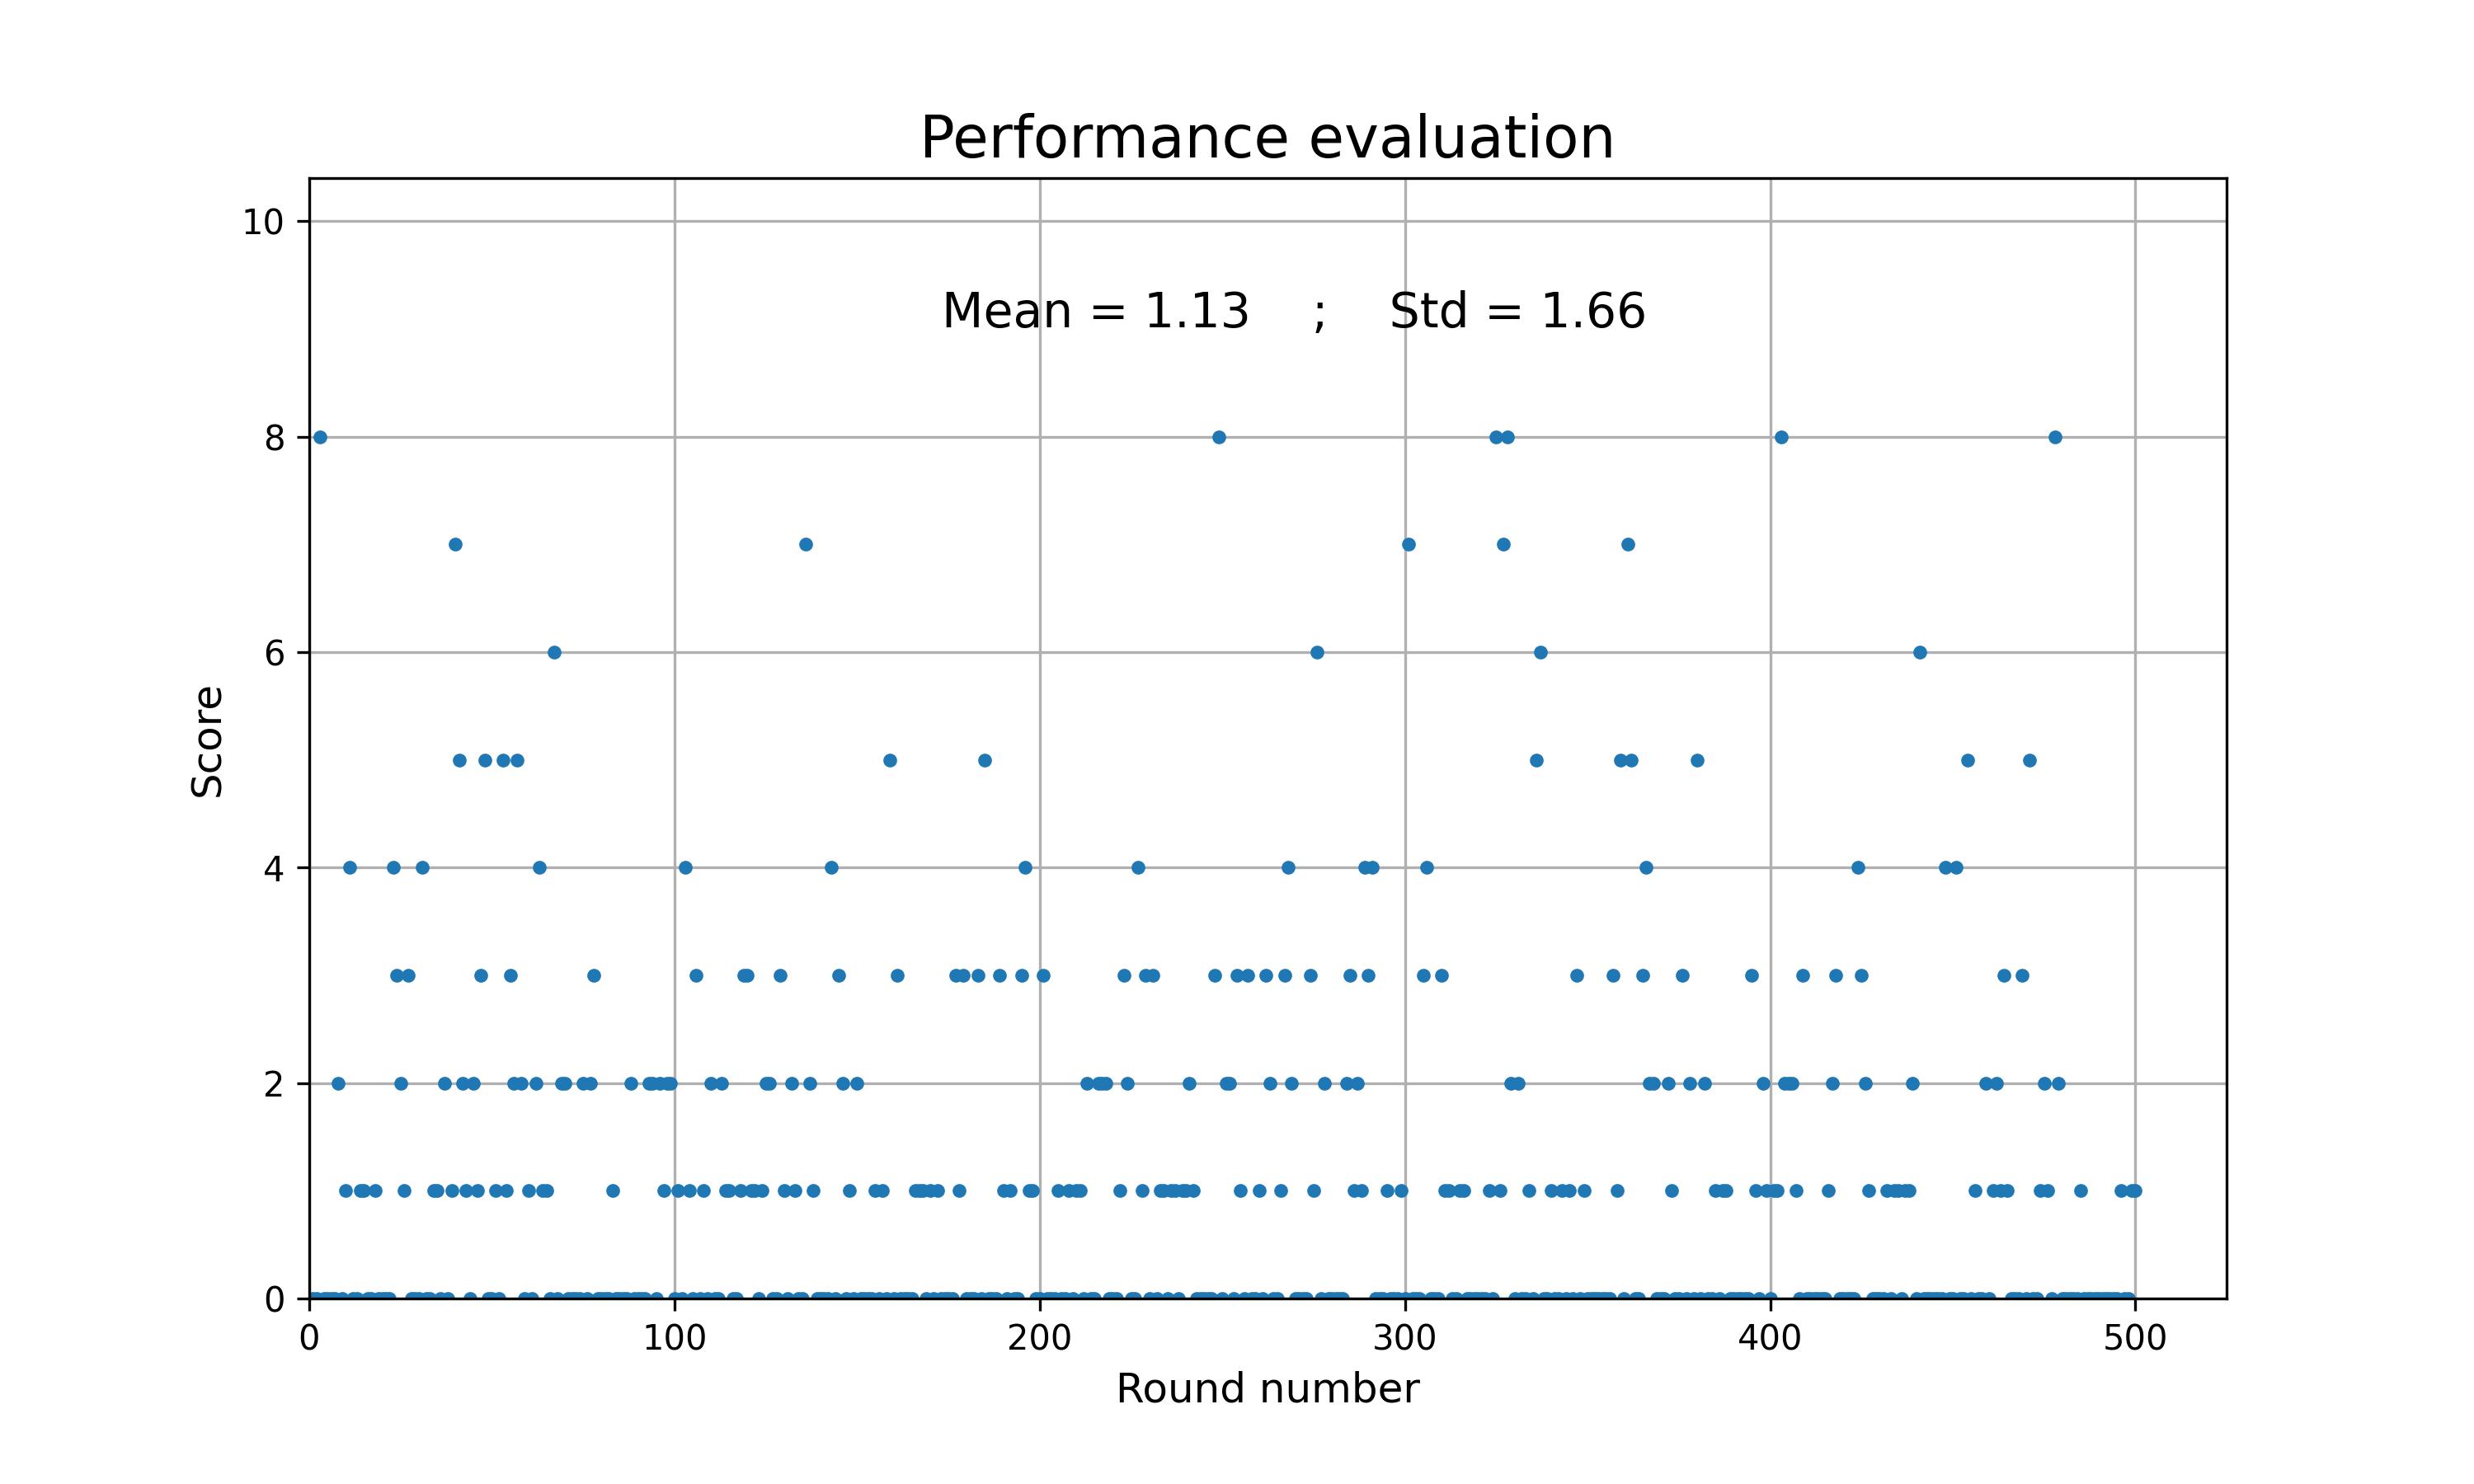 Performance evaluation
Mean = 1.13 ; Std = 1.66
10
8
6
4
2
0
Score
0 100 200 300 400 500
Round number